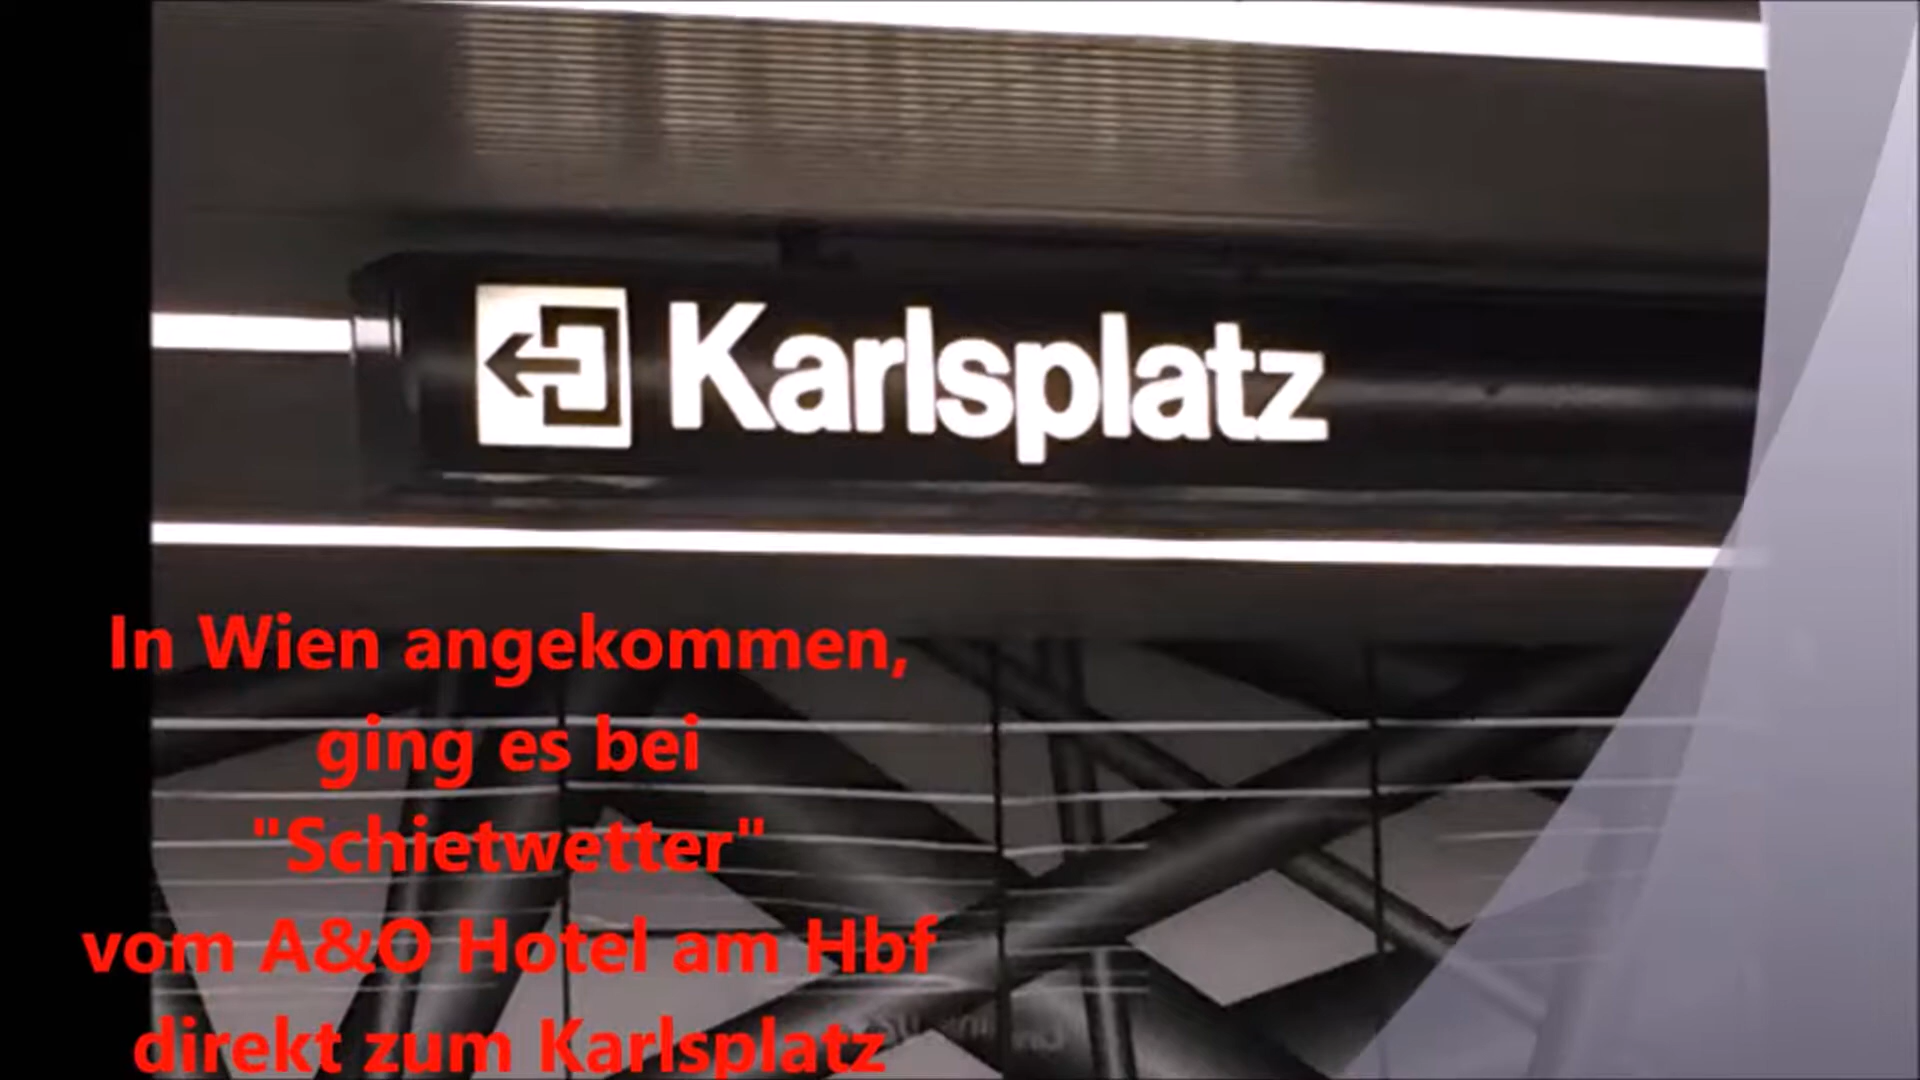 Karlsplatz
In Wien angekommen,
ging es bei
"Schietwetter"
vom A&O Hotel am Hbf
direkt zum Karlsplatz